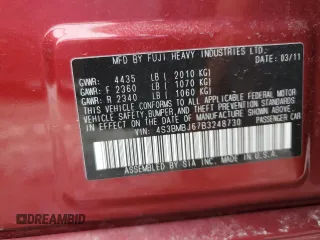 MFD BY FUJI HEAVY INDUSTRIES LTD. 03/11
GVWR: 4435 LB ( 2010 KG)
GAWR: F 2360 LB ( 1070 KG)
GAWR: R 2340 LB ( 1060 KG)
THIS VEHICLE CONFORMS TO ALL APPLICABLE FEDERAL MOTOR
VEHICLE SAFETY, BUMPER, AND THEFT PREVENTION STANDARDS
IN EFFECT ON THE DATE OF MANUFACTURE SHOWN ABOVE.
VIN: 4S3BMBJ67B3248730 PASSENGER CAR
ASSEMBLED BY SIA INC. MADE IN U.S.A.
DREAMBID